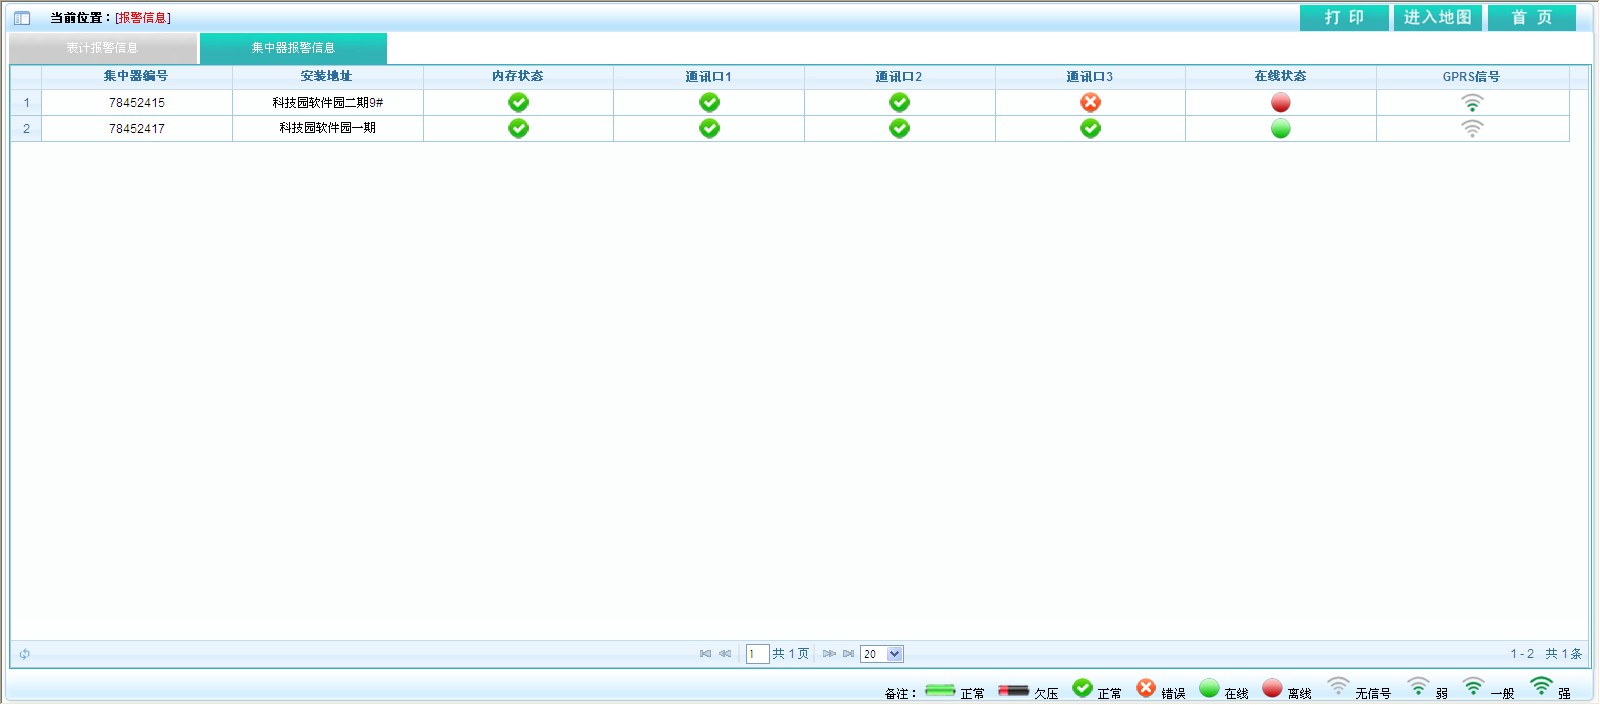 当前位置：[报警信息]
打 印 进入地图 首 页
表计报警信息 集中器报警信息
集中器编号 安装地址 内存状态 通讯口1 通讯口2 通讯口3 在线状态 GPRS信号
1 78452415 科技园软件园二期9#
2 78452417 科技园软件园一期
1 共 1 页 20 1 - 2 共 1 条
备注： 正常 欠压 正常 错误 在线 离线 无信号 弱 一般 强